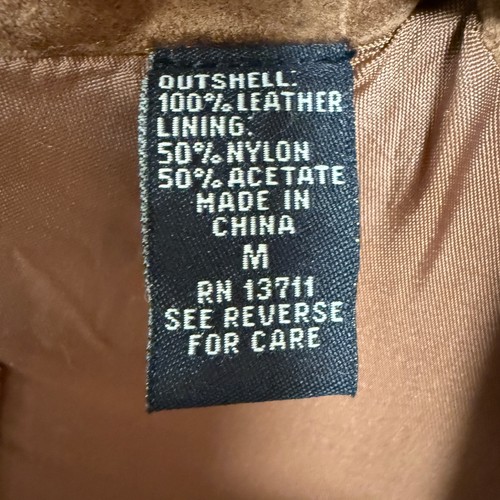 OUTSHELL:
100% LEATHER
LINING:
50% NYLON
50% ACETATE
MADE IN
CHINA
M
RN 13711
SEE REVERSE
FOR CARE